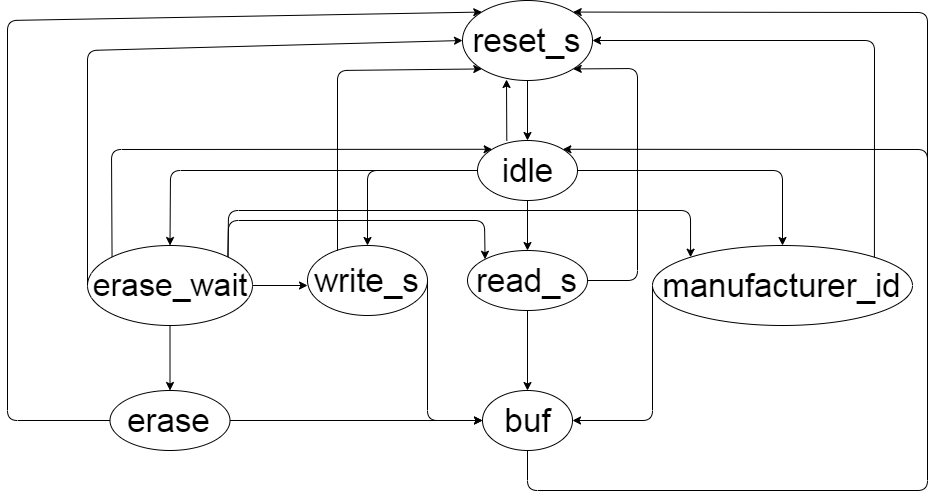 reset_s
idle
erase_wait
write_s
read_s
manufacturer_id
erase
buf